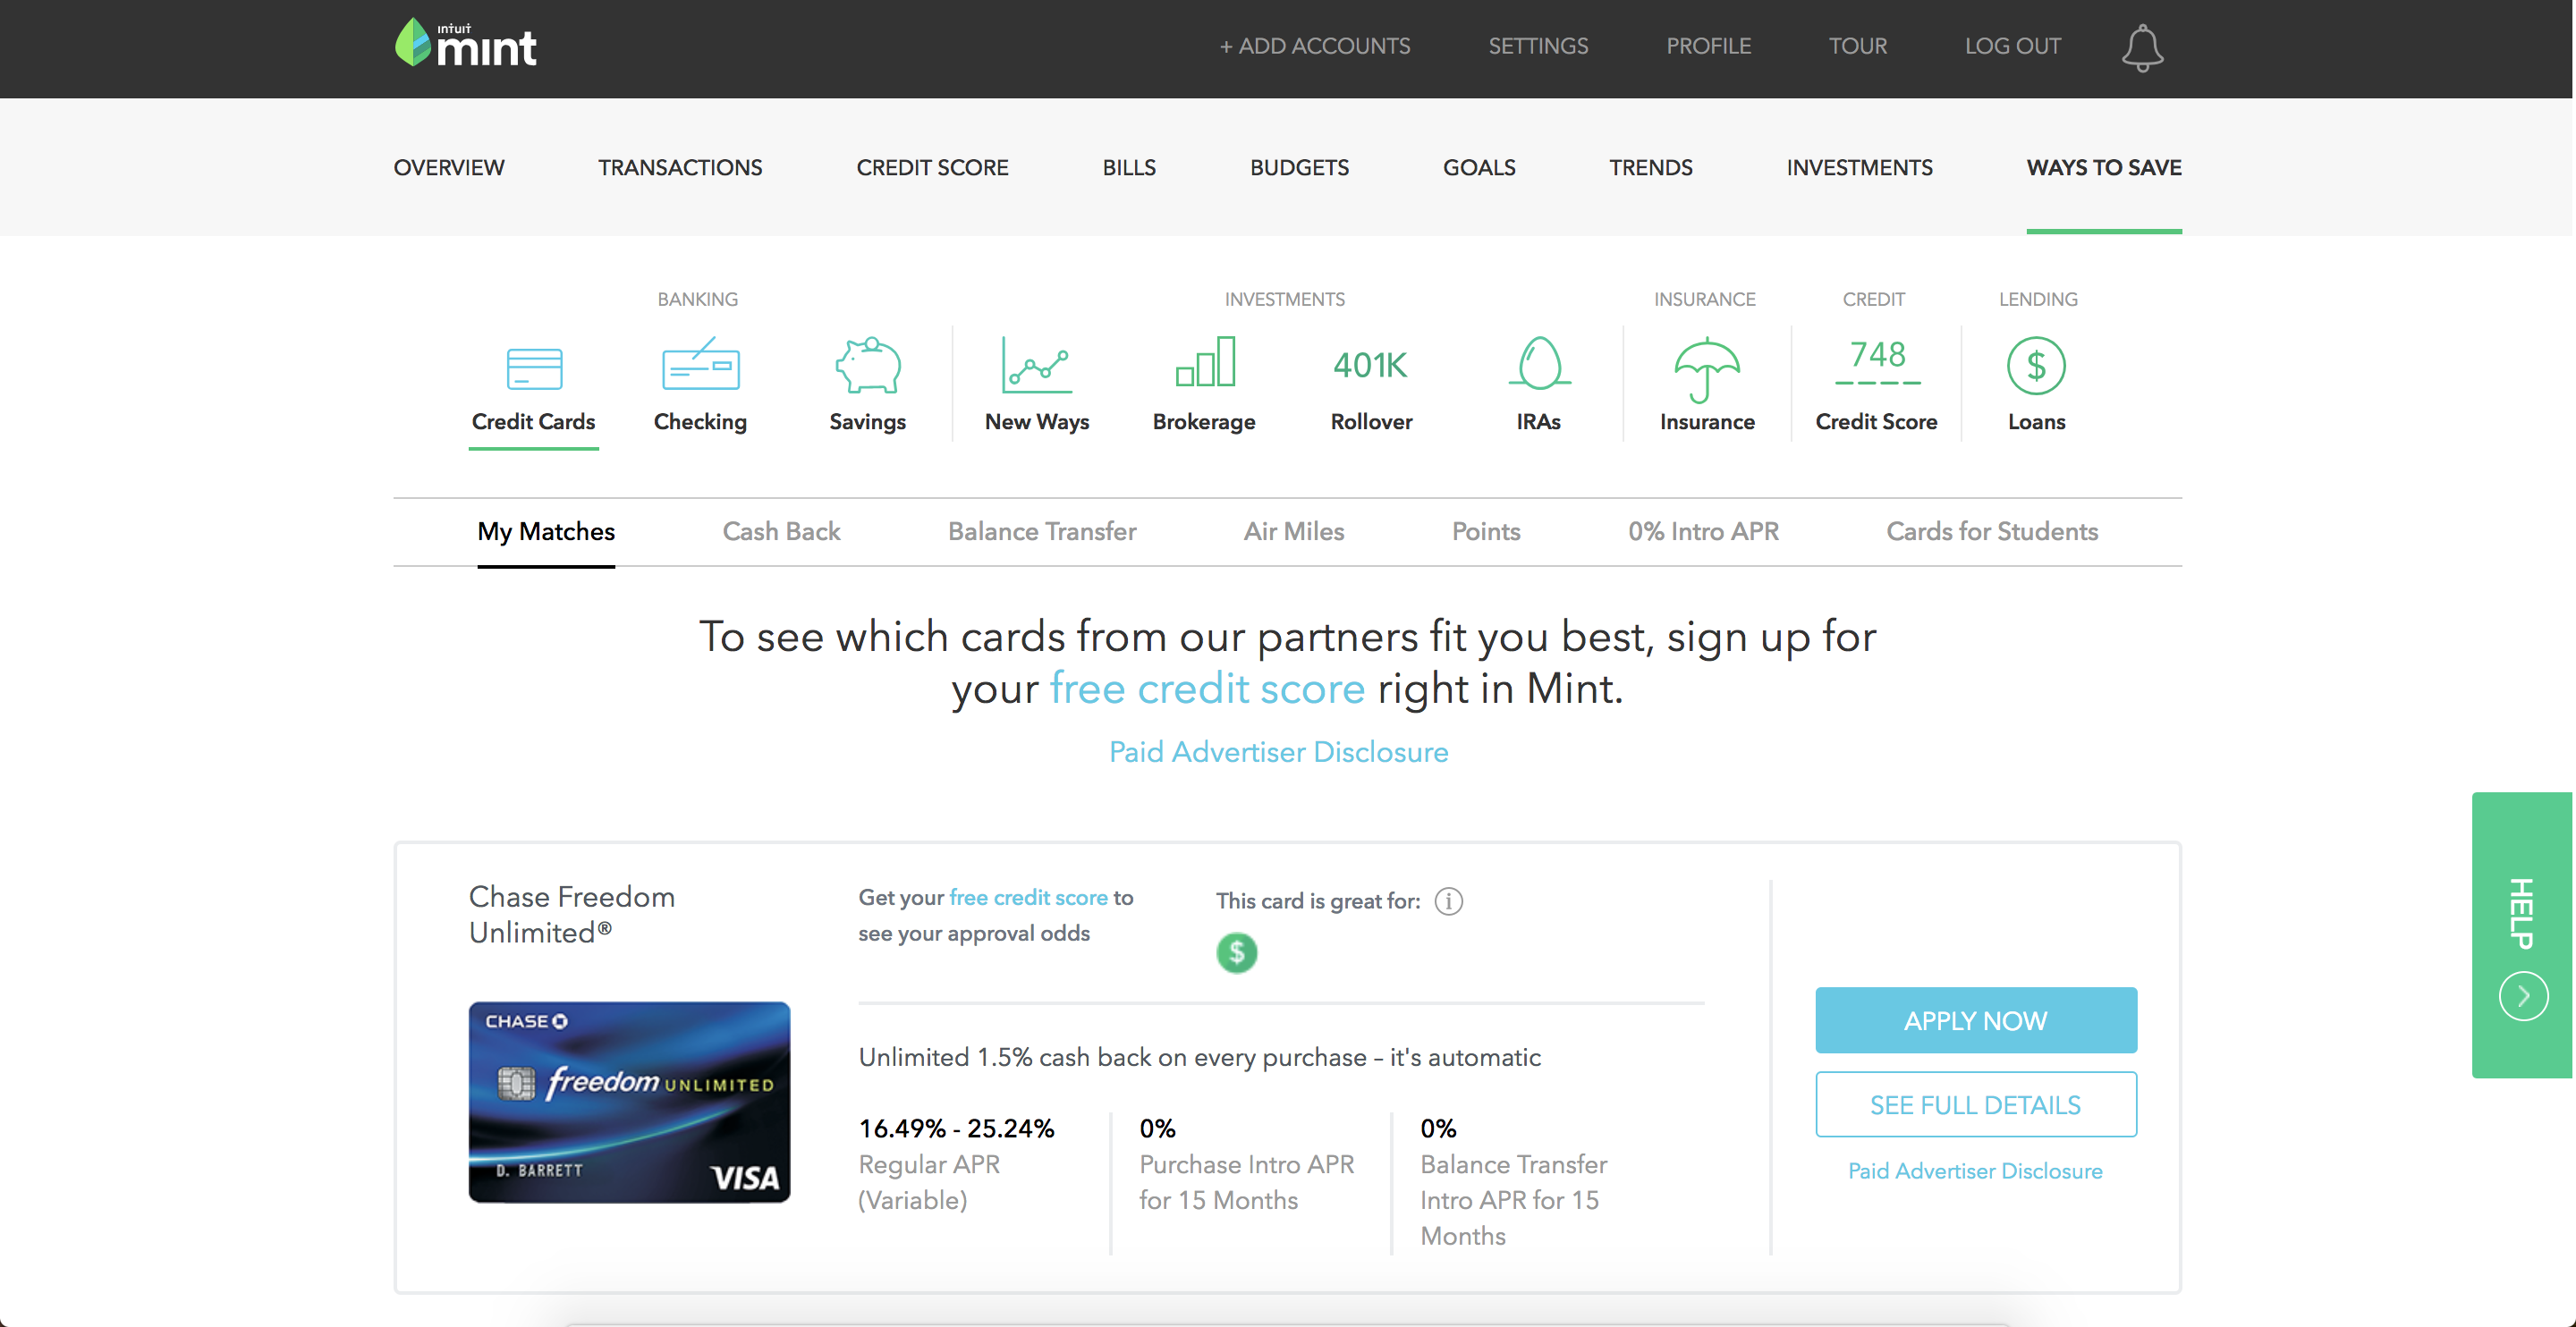 intuit
mint
+ ADD ACCOUNTS SETTINGS PROFILE TOUR LOG OUT
OVERVIEW TRANSACTIONS CREDIT SCORE BILLS BUDGETS GOALS TRENDS INVESTMENTS WAYS TO SAVE
BANKING INVESTMENTS INSURANCE CREDIT LENDING
401K 748 $
Credit Cards Checking Savings New Ways Brokerage Rollover IRAs Insurance Credit Score Loans
My Matches Cash Back Balance Transfer Air Miles Points 0% Intro APR Cards for Students
To see which cards from our partners fit you best, sign up for
your free credit score right in Mint.
Paid Advertiser Disclosure
Chase Freedom
Unlimited®
CHASE
freedom UNLIMITED
D. BARRETT
VISA
Get your free credit score to
see your approval odds
This card is great for: i
$
Unlimited 1.5% cash back on every purchase – it's automatic
16.49% - 25.24%
Regular APR
(Variable)
0%
Purchase Intro APR
for 15 Months
0%
Balance Transfer
Intro APR for 15
Months
APPLY NOW
SEE FULL DETAILS
Paid Advertiser Disclosure
HELP